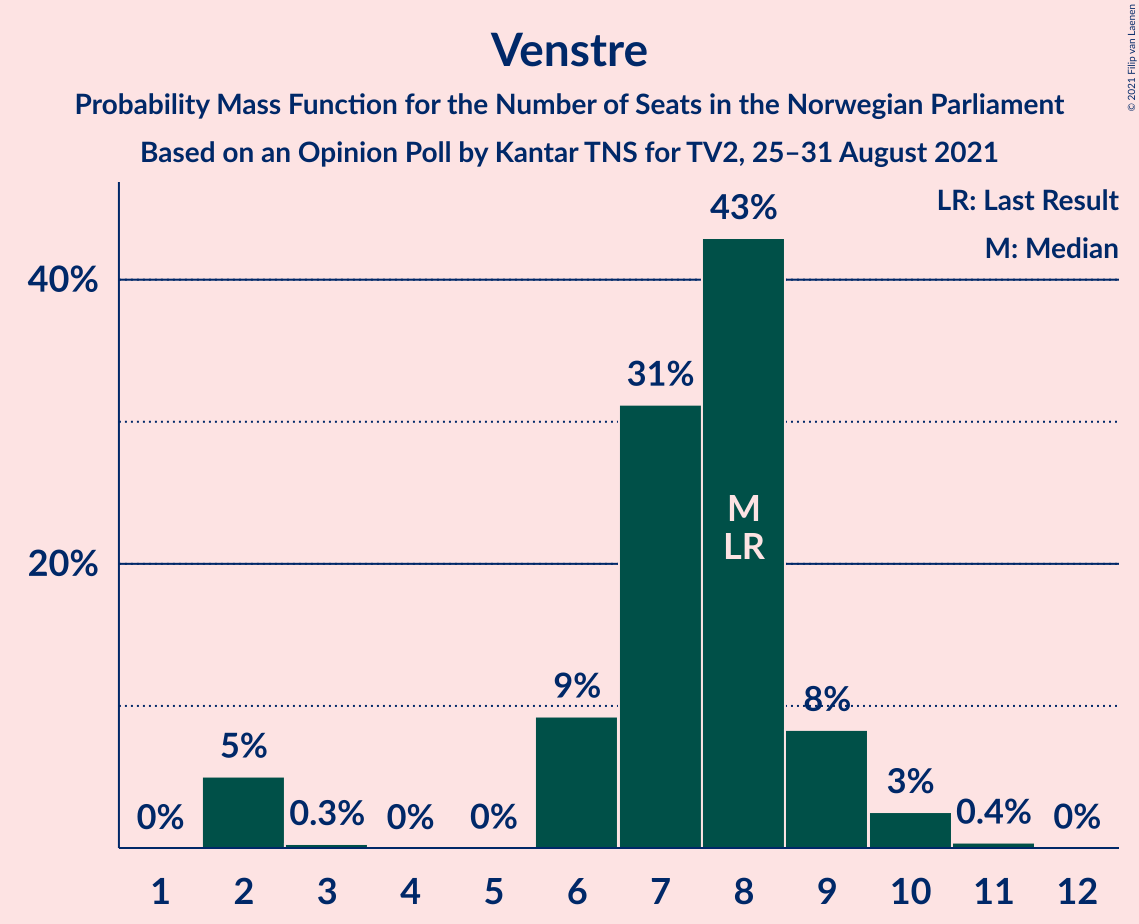 Venstre
Probability Mass Function for the Number of Seats in the Norwegian Parliament
Based on an Opinion Poll by Kantar TNS for TV2, 25–31 August 2021
© 2021 Filip van Laenen
LR: Last Result
M: Median
40%
20%
0%
5%
0.3%
0%
0%
9%
31%
43%
8%
3%
0.4%
0%
M
LR
1 2 3 4 5 6 7 8 9 10 11 12